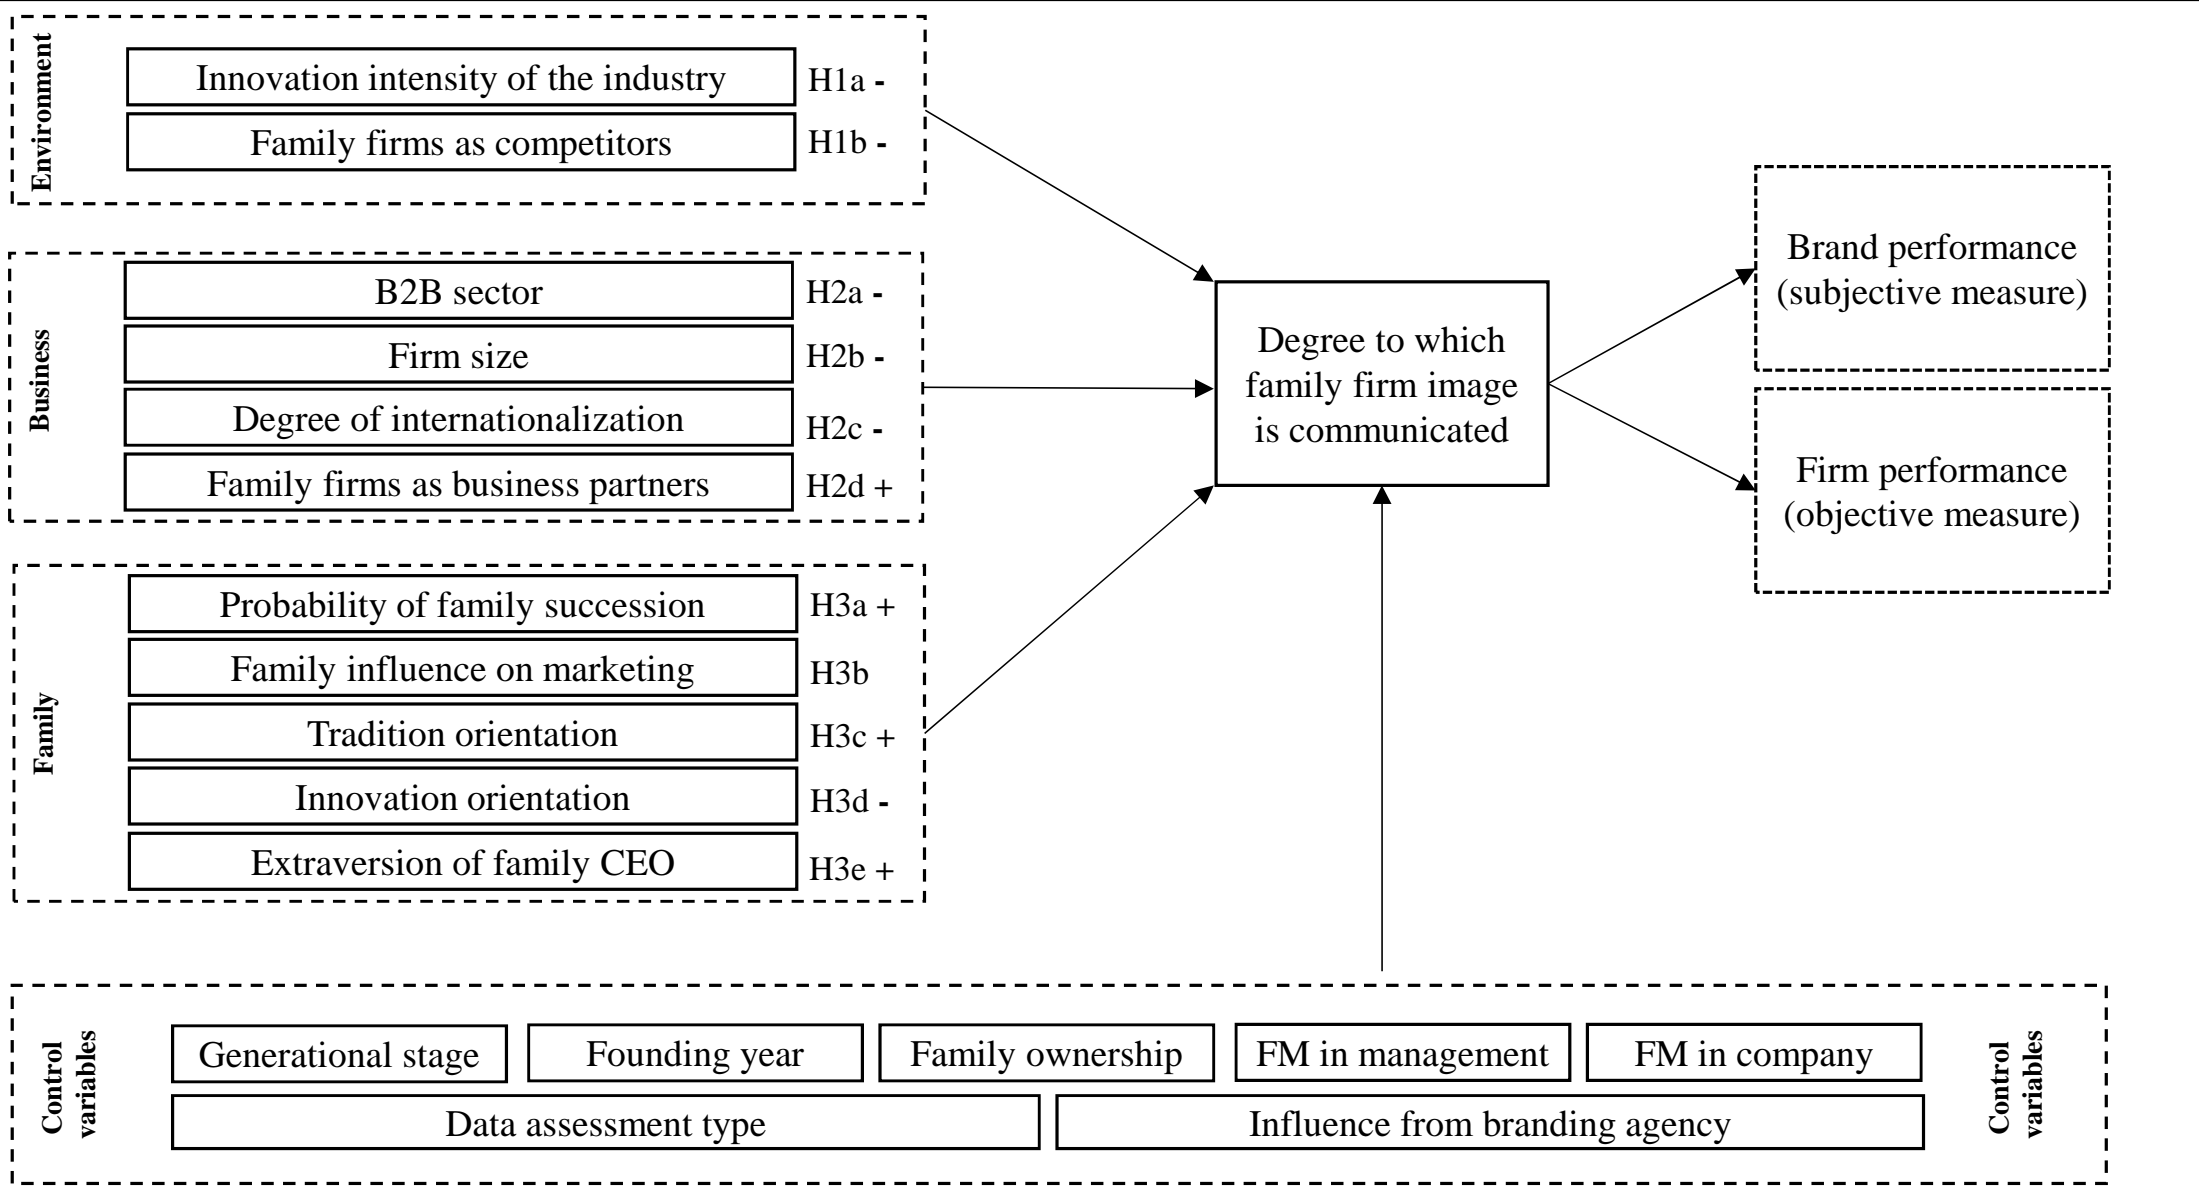 Environment
Innovation intensity of the industry H1a -
Family firms as competitors H1b -
Business
B2B sector H2a -
Firm size H2b -
Degree of internationalization H2c -
Family firms as business partners H2d +
Family
Probability of family succession H3a +
Family influence on marketing H3b
Tradition orientation H3c +
Innovation orientation H3d -
Extraversion of family CEO H3e +
Degree to which
family firm image
is communicated
Brand performance
(subjective measure)
Firm performance
(objective measure)
Control
variables
Generational stage
Founding year
Family ownership
FM in management
FM in company
Data assessment type
Influence from branding agency
Control
variables